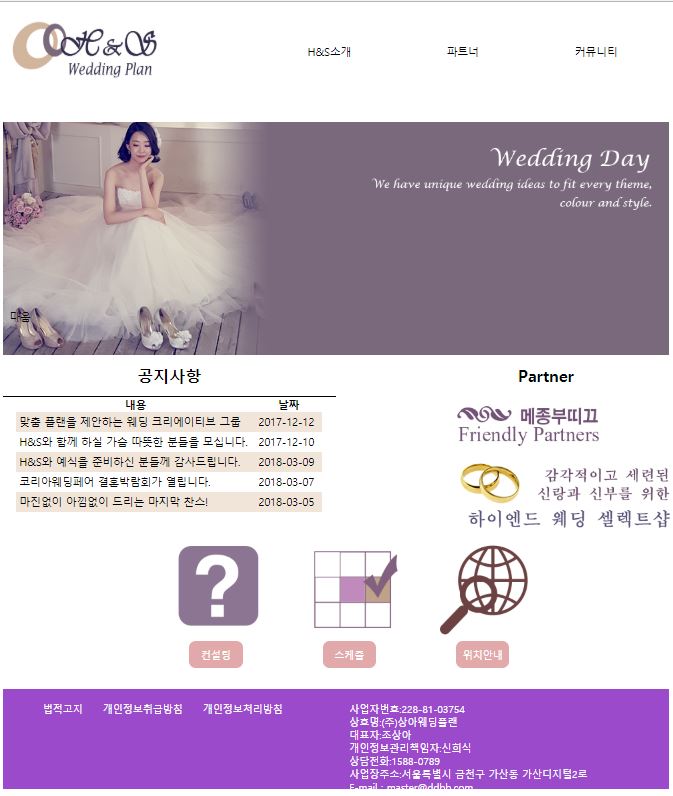 H&S
Wedding Plan
H&S소개 파트너 커뮤니티
Wedding Day
We have unique wedding ideas to fit every theme,
colour and style.
다음
공지사항
내용 날짜
맞춤 플랜을 제안하는 웨딩 크리에이티브 그룹 2017-12-12
H&S와 함께 하실 가슴 따뜻한 분들을 모십니다. 2017-12-10
H&S와 예식을 준비하신 분들께 감사드립니다. 2018-03-09
코리아웨딩페어 결혼박람회가 열립니다. 2018-03-07
마진없이 아낌없이 드리는 마지막 찬스! 2018-03-05
Partner
메종부띠끄
Friendly Partners
감각적이고 세련된
신랑과 신부를 위한
하이엔드 웨딩 셀렉트샵
?
컨설팅 스케줄 위치안내
법적고지 개인정보취급방침 개인정보처리방침
사업자번호:228-81-03754
상호명:(주)상아웨딩플랜
대표자:조상아
개인정보관리책임자:신희식
상담전화:1588-0789
사업장주소:서울특별시 금천구 가산동 가산디지털2로
E-mail : master@ddbb.com